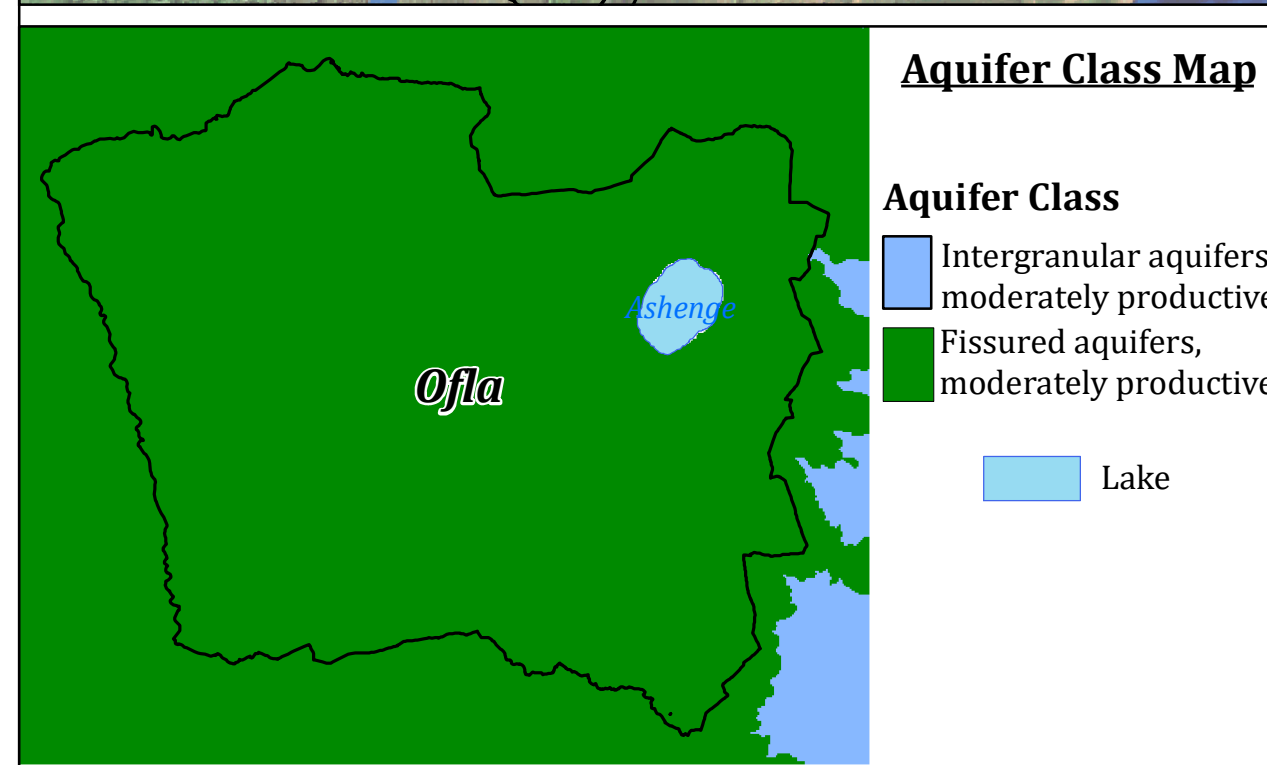 Aquifer Class Map
Aquifer Class
Intergranular aquifers
moderately productive
Fissured aquifers,
moderately productive
Lake
Ashenge
Ofla